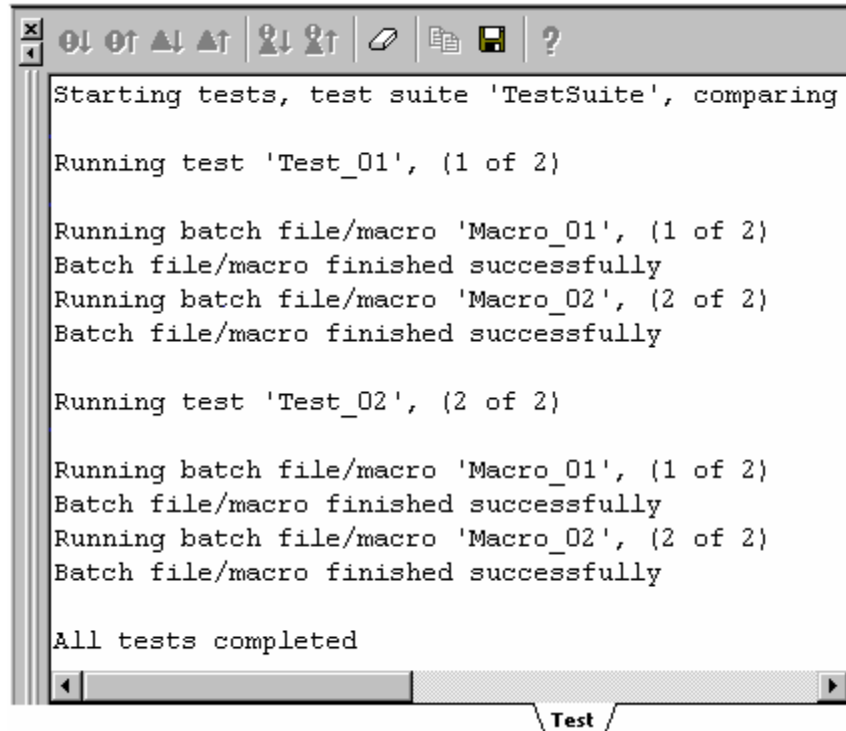 Starting tests, test suite 'TestSuite', comparing
Running test 'Test_01', (1 of 2)
Running batch file/macro 'Macro_01', (1 of 2)
Batch file/macro finished successfully
Running batch file/macro 'Macro_02', (2 of 2)
Batch file/macro finished successfully
Running test 'Test_02', (2 of 2)
Running batch file/macro 'Macro_01', (1 of 2)
Batch file/macro finished successfully
Running batch file/macro 'Macro_02', (2 of 2)
Batch file/macro finished successfully
All tests completed
Test